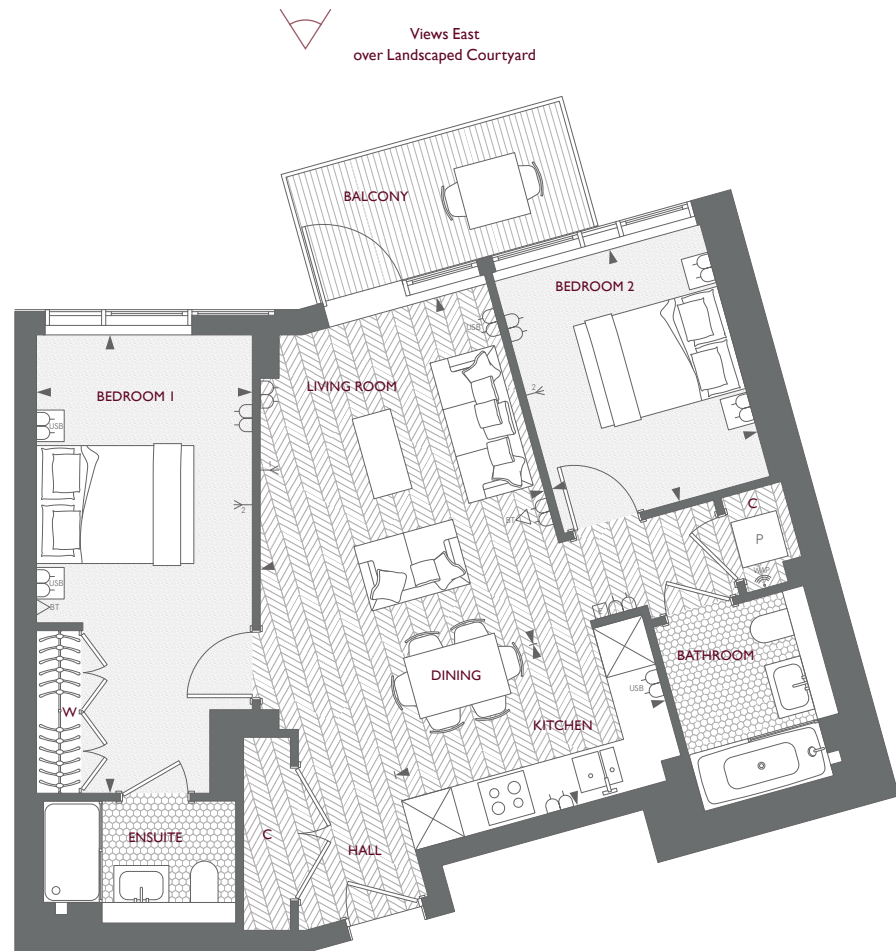 Views East
over Landscaped Courtyard
BALCONY
BEDROOM 2
USB
LIVING ROOM
BEDROOM 1
2
USB
2
C
BT
P
WAP
USB
BT
BATHROOM
DINING
USB
W
KITCHEN
ENSUITE
C
HALL